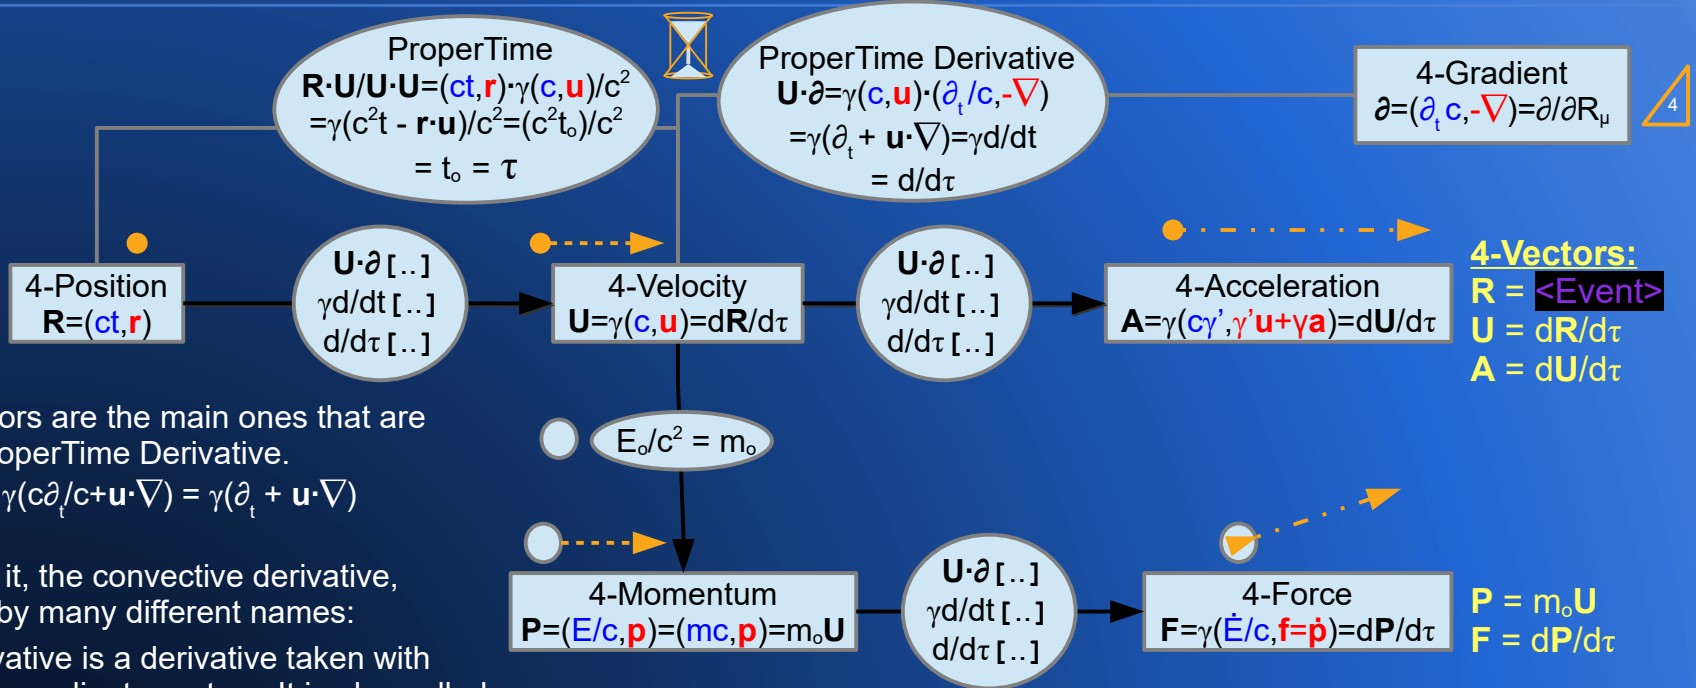 ProperTime
R·U/U·U=(ct,r)·γ(c,u)/c²
=γ(c²t - r·u)/c²=(c²tₒ)/c²
= tₒ = τ
ProperTime Derivative
U·∂=γ(c,u)·(∂ₜ/c,-∇)
=γ(∂ₜ + u·∇)=γd/dt
= d/dτ
4-Gradient
∂=(∂ₜ c,-∇)=∂/∂Rμ
4
4-Position
R=(ct,r)
U·∂ [..]
γd/dt [..]
d/dτ [..]
4-Velocity
U=γ(c,u)=dR/dτ
U·∂ [..]
γd/dt [..]
d/dτ [..]
4-Acceleration
A=γ(cγ’,γ’u+γa)=dU/dτ
4-Vectors:
R = <Event>
U = dR/dτ
A = dU/dτ
ors are the main ones that are
operTime Derivative.
γ(c∂ₜ/c+u·∇) = γ(∂ₜ + u·∇)
Eₒ/c² = mₒ
it, the convective derivative,
by many different names:
vative is a derivative taken with
4-Momentum
P=(E/c,p)=(mc,p)=mₒU
U·∂ [..]
γd/dt [..]
d/dτ [..]
4-Force
F=γ(Ė/c,f=ṗ)=dP/dτ
P = mₒU
F = dP/dτ